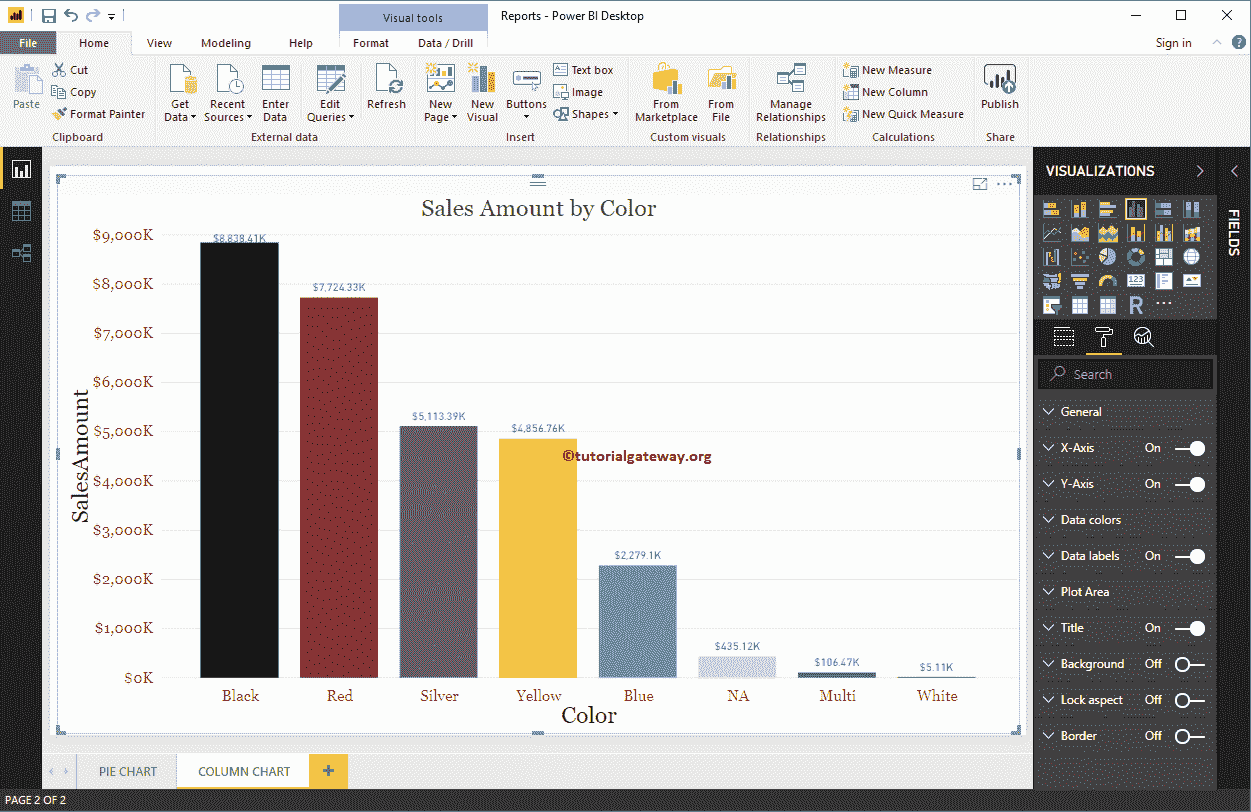 Visual tools
Reports - Power BI Desktop
File Home View Modeling Help Format Data / Drill Sign in
Paste
Cut
Copy
Format Painter
Clipboard
Get Data
Recent Sources
Enter Data
Edit Queries
External data
Refresh
New Page
New Visual
Buttons
Text box
Image
Shapes
Insert
From Marketplace
From File
Custom visuals
Manage Relationships
Relationships
New Measure
New Column
New Quick Measure
Calculations
Publish
Share
Sales Amount by Color
SalesAmount
$9,000K
$8,000K
$7,000K
$6,000K
$5,000K
$4,000K
$3,000K
$2,000K
$1,000K
$0K
$8,838.41K
$7,724.33K
$5,113.39K
$4,856.76K
$2,279.1K
$435.12K
$106.47K
$5.11K
©tutorialgateway.org
Black Red Silver Yellow Blue NA Multi White
Color
VISUALIZATIONS
FIELDS
123
R
Search
General
X-Axis On
Y-Axis On
Data colors
Data labels On
Plot Area
Title On
Background Off
Lock aspect Off
Border Off
PIE CHART COLUMN CHART +
PAGE 2 OF 2